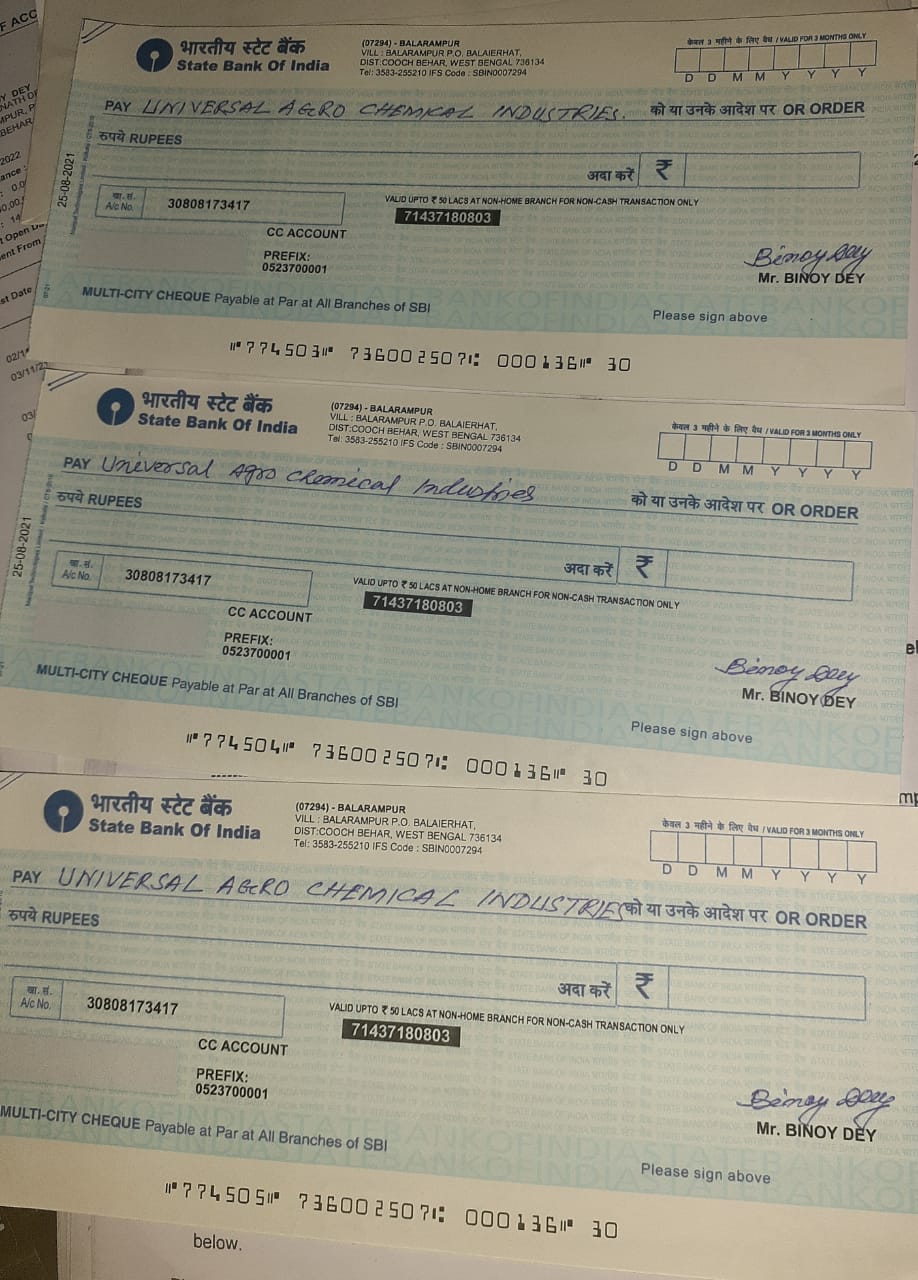 भारतीय स्टेट बैंक
State Bank Of India
(07294) - BALARAMPUR
VILL : BALARAMPUR P.O. BALAIERHAT,
DIST:COOCH BEHAR, WEST BENGAL 736134
Tel: 3583-255210 IFS Code : SBIN0007294
केवल 3 महीने के लिए वैध / VALID FOR 3 MONTHS ONLY
D D M M Y Y Y Y
PAY UNIVERSAL AGRO CHEMICAL INDUSTRIES. को या उनके आदेश पर OR ORDER
रुपये RUPEES
अदा करें ₹
25-08-2021
खा. सं.
A/c No.
30808173417
VALID UPTO ₹ 50 LACS AT NON-HOME BRANCH FOR NON-CASH TRANSACTION ONLY
71437180803
CC ACCOUNT
PREFIX:
0523700001
Binoy Dey
Mr. BINOY DEY
MULTI-CITY CHEQUE Payable at Par at All Branches of SBI
Please sign above
⑈774503⑈ 736002507⑆ 000136⑈ 30
भारतीय स्टेट बैंक
State Bank Of India
(07294) - BALARAMPUR
VILL : BALARAMPUR P.O. BALAIERHAT,
DIST:COOCH BEHAR, WEST BENGAL 736134
Tel: 3583-255210 IFS Code : SBIN0007294
केवल 3 महीने के लिए वैध / VALID FOR 3 MONTHS ONLY
D D M M Y Y Y Y
PAY Universal Agro Chemical Industries को या उनके आदेश पर OR ORDER
रुपये RUPEES
अदा करें ₹
25-08-2021
खा. सं.
A/c No.
30808173417
VALID UPTO ₹ 50 LACS AT NON-HOME BRANCH FOR NON-CASH TRANSACTION ONLY
71437180803
CC ACCOUNT
PREFIX:
0523700001
Binoy Dey
Mr. BINOY DEY
MULTI-CITY CHEQUE Payable at Par at All Branches of SBI
Please sign above
⑈774504⑈ 736002507⑆ 000136⑈ 30
भारतीय स्टेट बैंक
State Bank Of India
(07294) - BALARAMPUR
VILL : BALARAMPUR P.O. BALAIERHAT,
DIST:COOCH BEHAR, WEST BENGAL 736134
Tel: 3583-255210 IFS Code : SBIN0007294
केवल 3 महीने के लिए वैध / VALID FOR 3 MONTHS ONLY
D D M M Y Y Y Y
PAY UNIVERSAL AGRO CHEMICAL INDUSTRIES को या उनके आदेश पर OR ORDER
रुपये RUPEES
अदा करें ₹
खा. सं.
A/c No.
30808173417
VALID UPTO ₹ 50 LACS AT NON-HOME BRANCH FOR NON-CASH TRANSACTION ONLY
71437180803
CC ACCOUNT
PREFIX:
0523700001
Binoy Dey
Mr. BINOY DEY
MULTI-CITY CHEQUE Payable at Par at All Branches of SBI
Please sign above
⑈774505⑈ 736002507⑆ 000136⑈ 30
below.